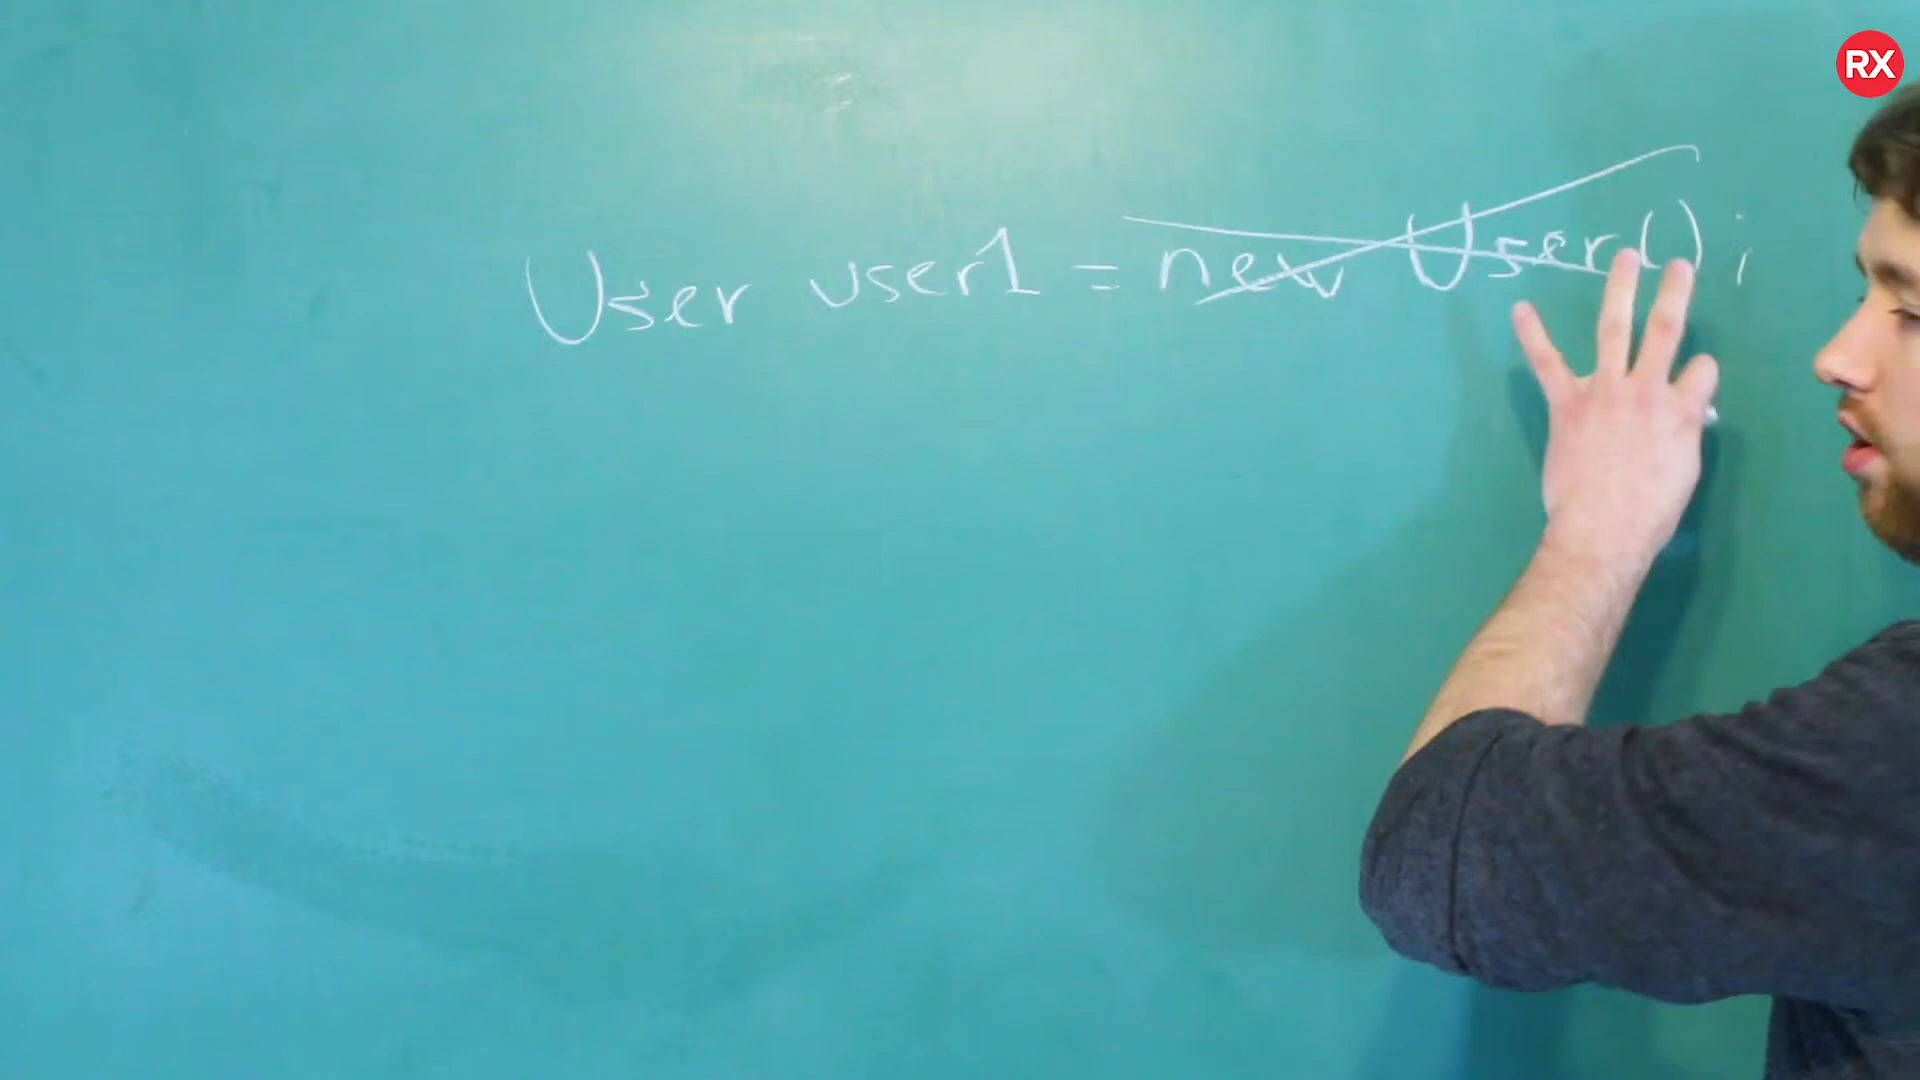 RX
User user1 = new User();